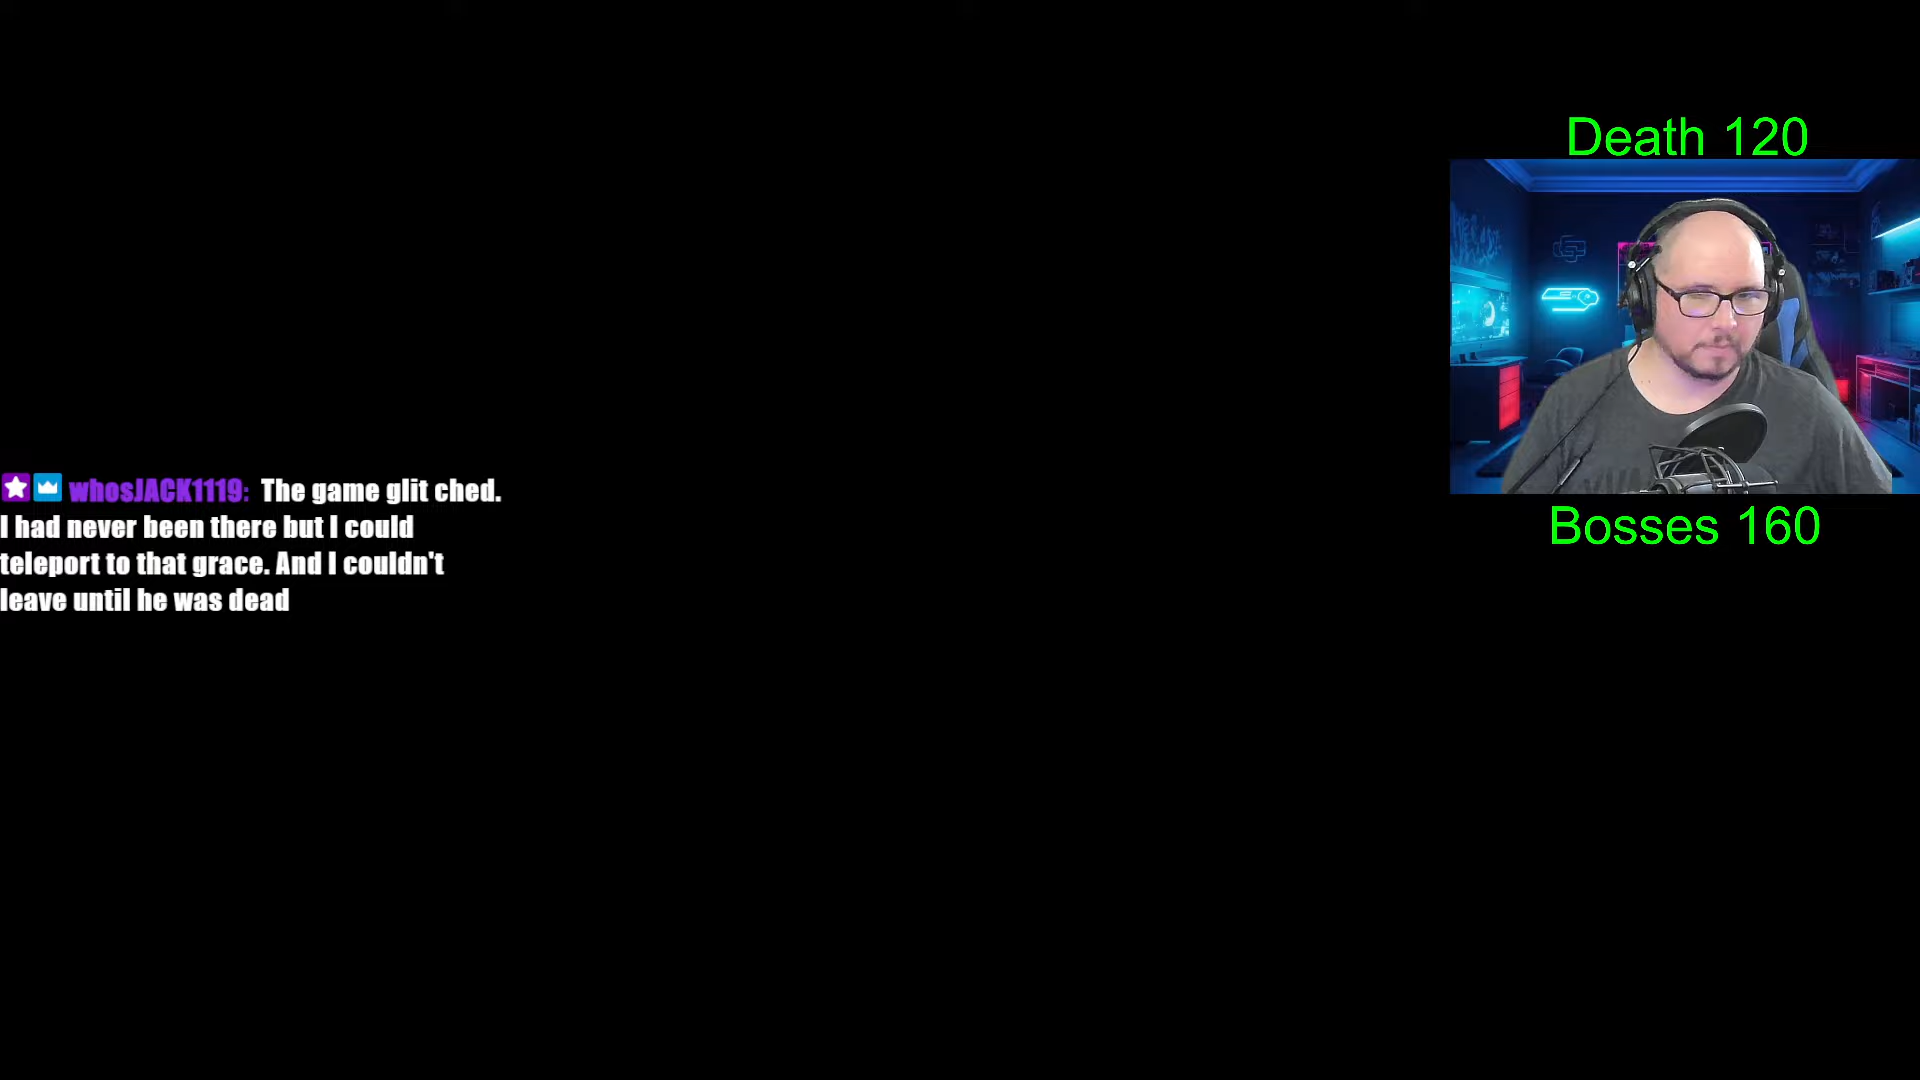 Death 120
whosJACK1119: The game glit ched.
I had never been there but I could
teleport to that grace. And I couldn't
leave until he was dead
Bosses 160